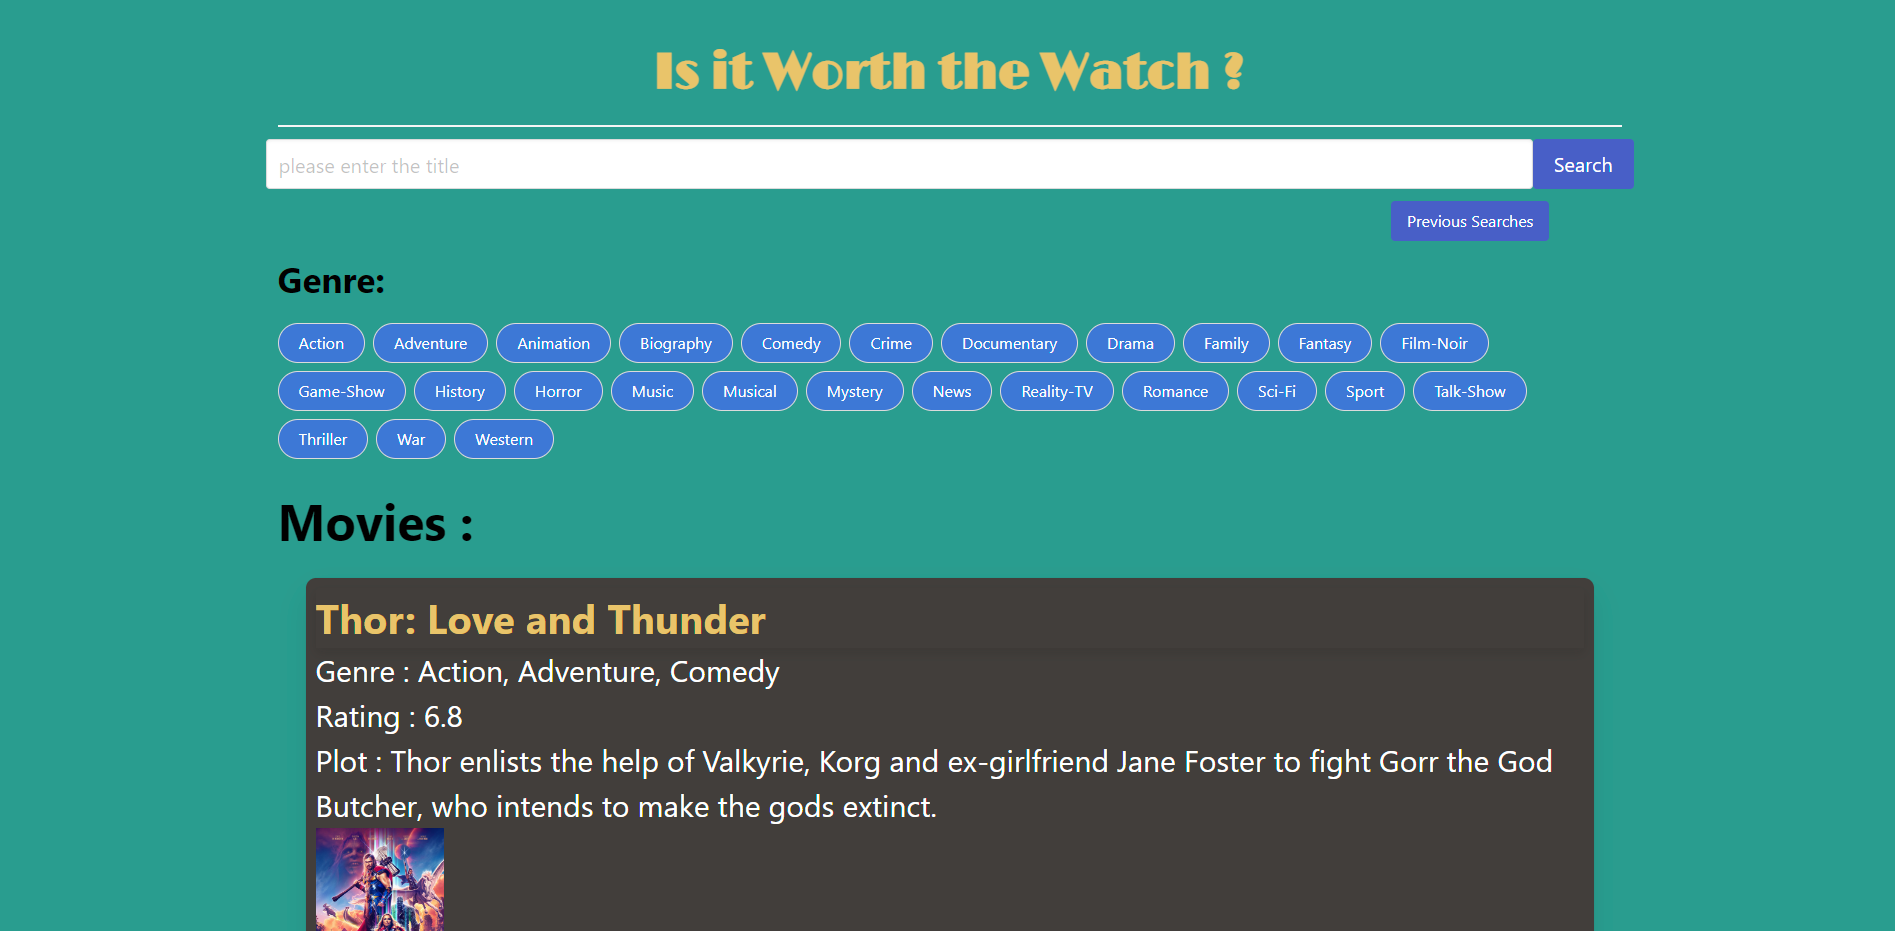 Is it Worth the Watch ?
please enter the title
Search
Previous Searches
Genre:
Action Adventure Animation Biography Comedy Crime Documentary Drama Family Fantasy Film-Noir
Game-Show History Horror Music Musical Mystery News Reality-TV Romance Sci-Fi Sport Talk-Show
Thriller War Western
Movies :
Thor: Love and Thunder
Genre : Action, Adventure, Comedy
Rating : 6.8
Plot : Thor enlists the help of Valkyrie, Korg and ex-girlfriend Jane Foster to fight Gorr the God
Butcher, who intends to make the gods extinct.